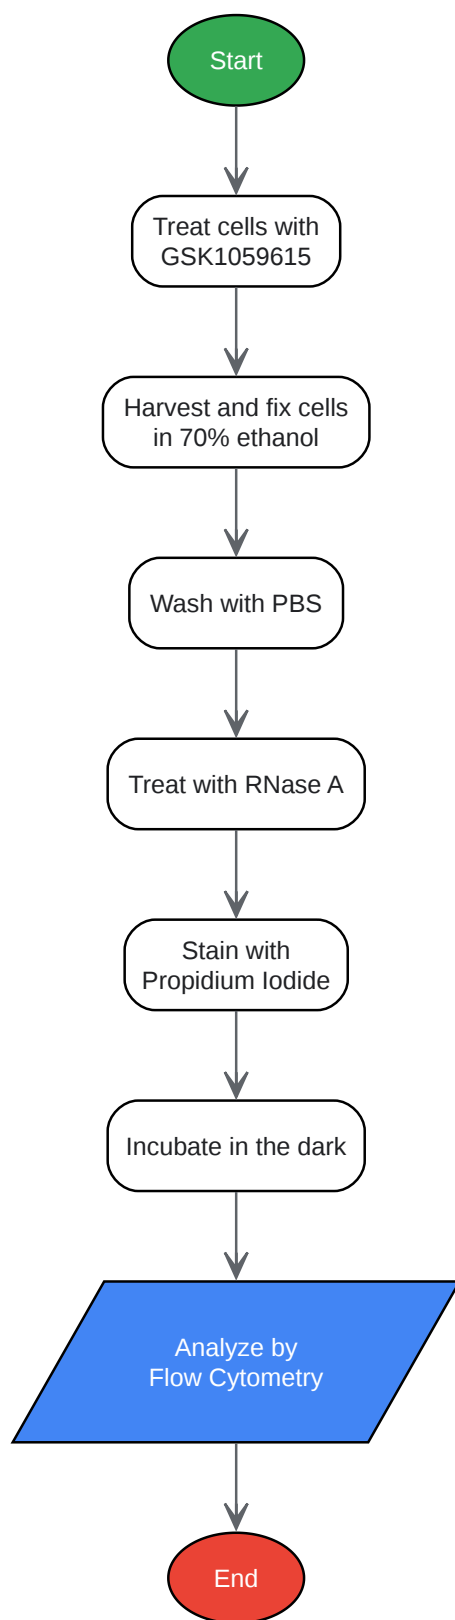 Start
Treat cells with
GSK1059615
Harvest and fix cells
in 70% ethanol
Wash with PBS
Treat with RNase A
Stain with
Propidium Iodide
Incubate in the dark
Analyze by
Flow Cytometry
End